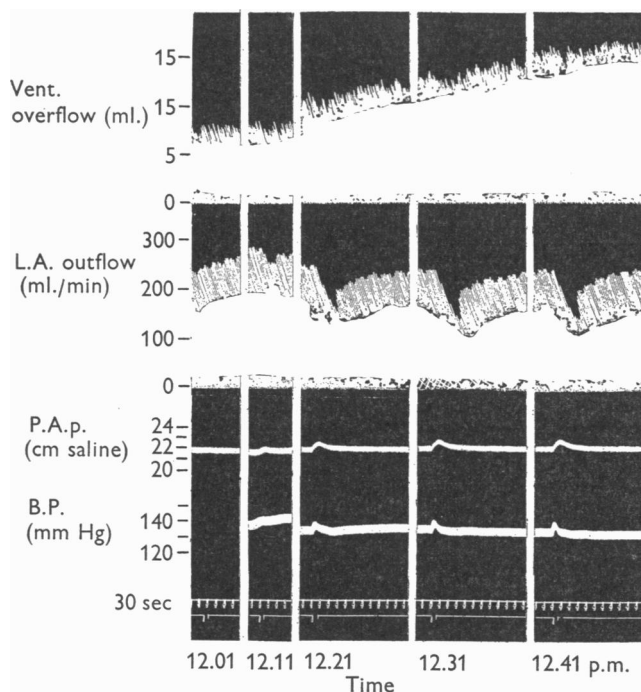 15
Vent.
15
overflow (ml.)
5
0
300
L.A. outflow
200
(ml./min)
100
0
P.A.p.
24
(cm saline)
22
20
B.P.
140
(mm Hg)
120
30 sec
12.01 12.11 12.21 12.31 12.41 p.m.
Time